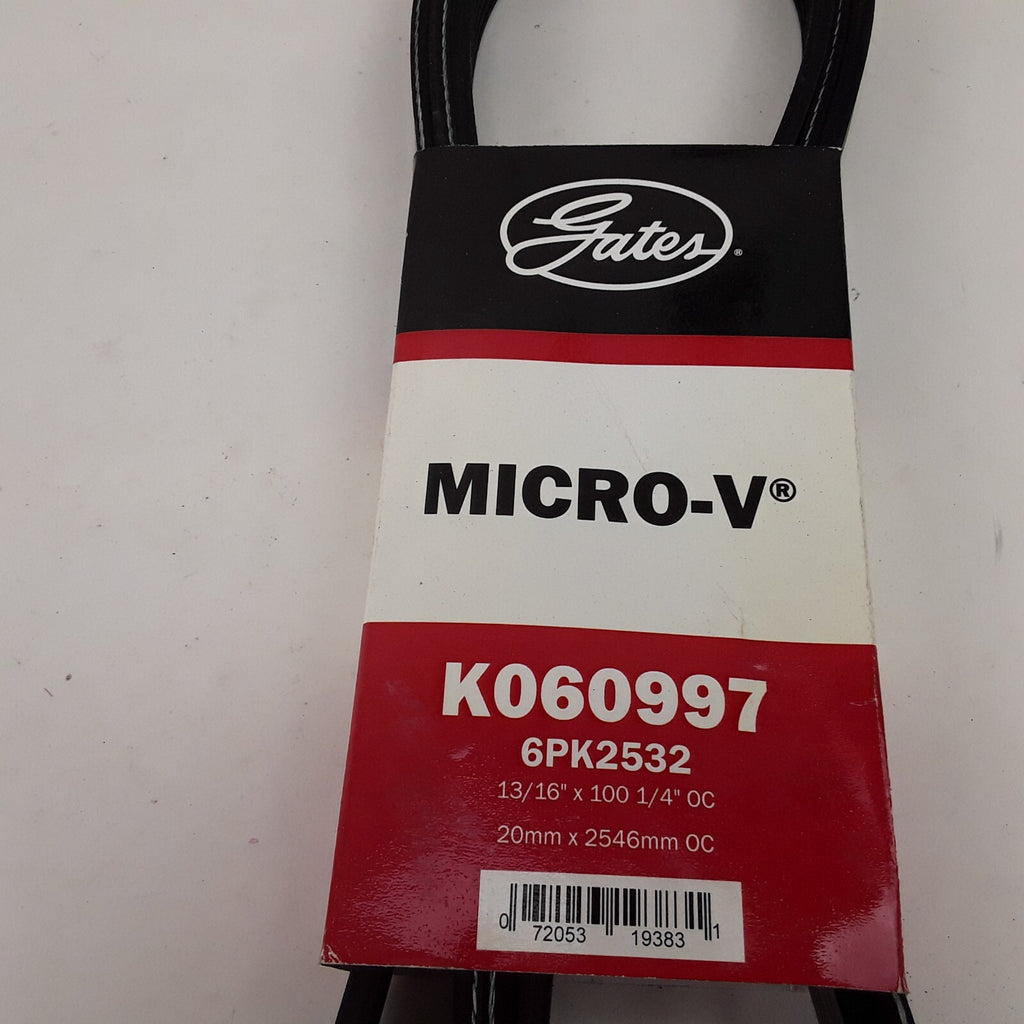 Gates®
MICRO-V®
K060997
6PK2532
13/16" x 100 1/4" OC
20mm x 2546mm OC
0 72053 19383 1